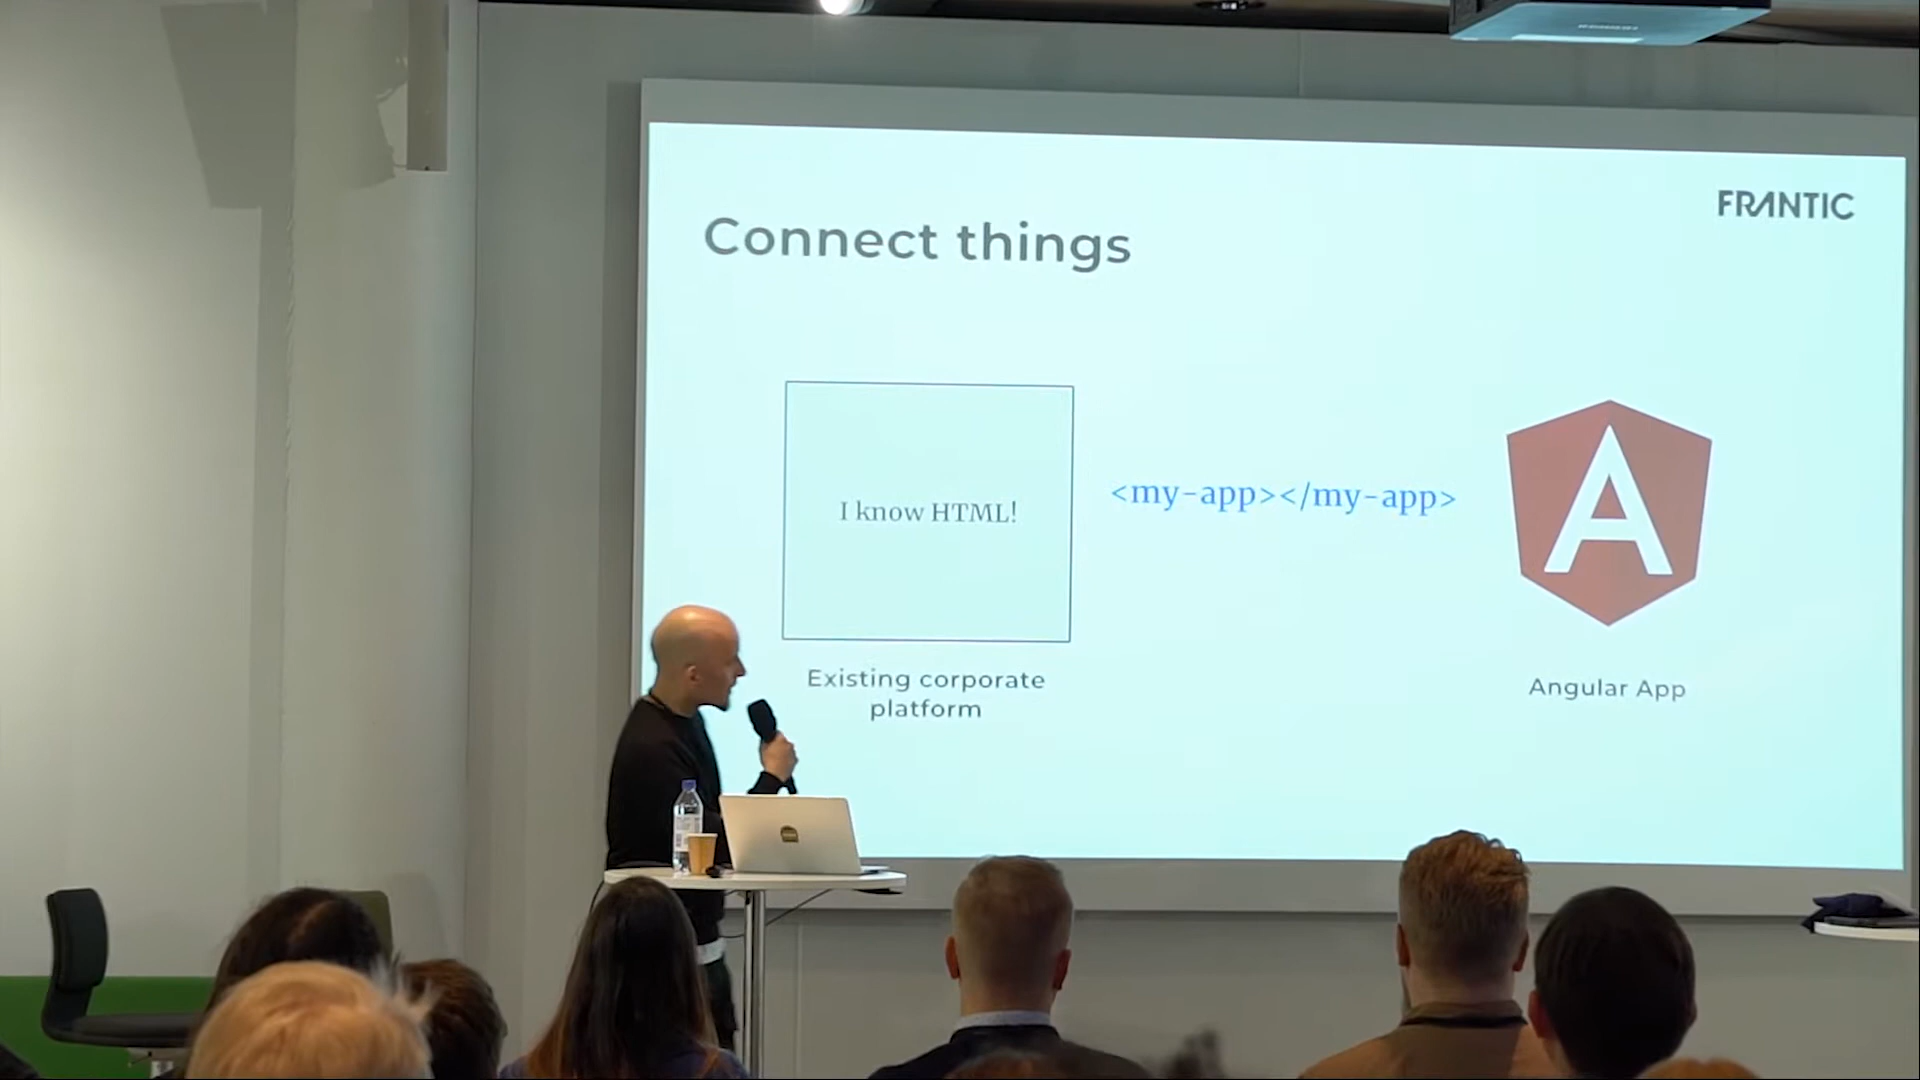 FRANTIC
Connect things
I know HTML!
<my-app></my-app>
Existing corporate
platform
Angular App